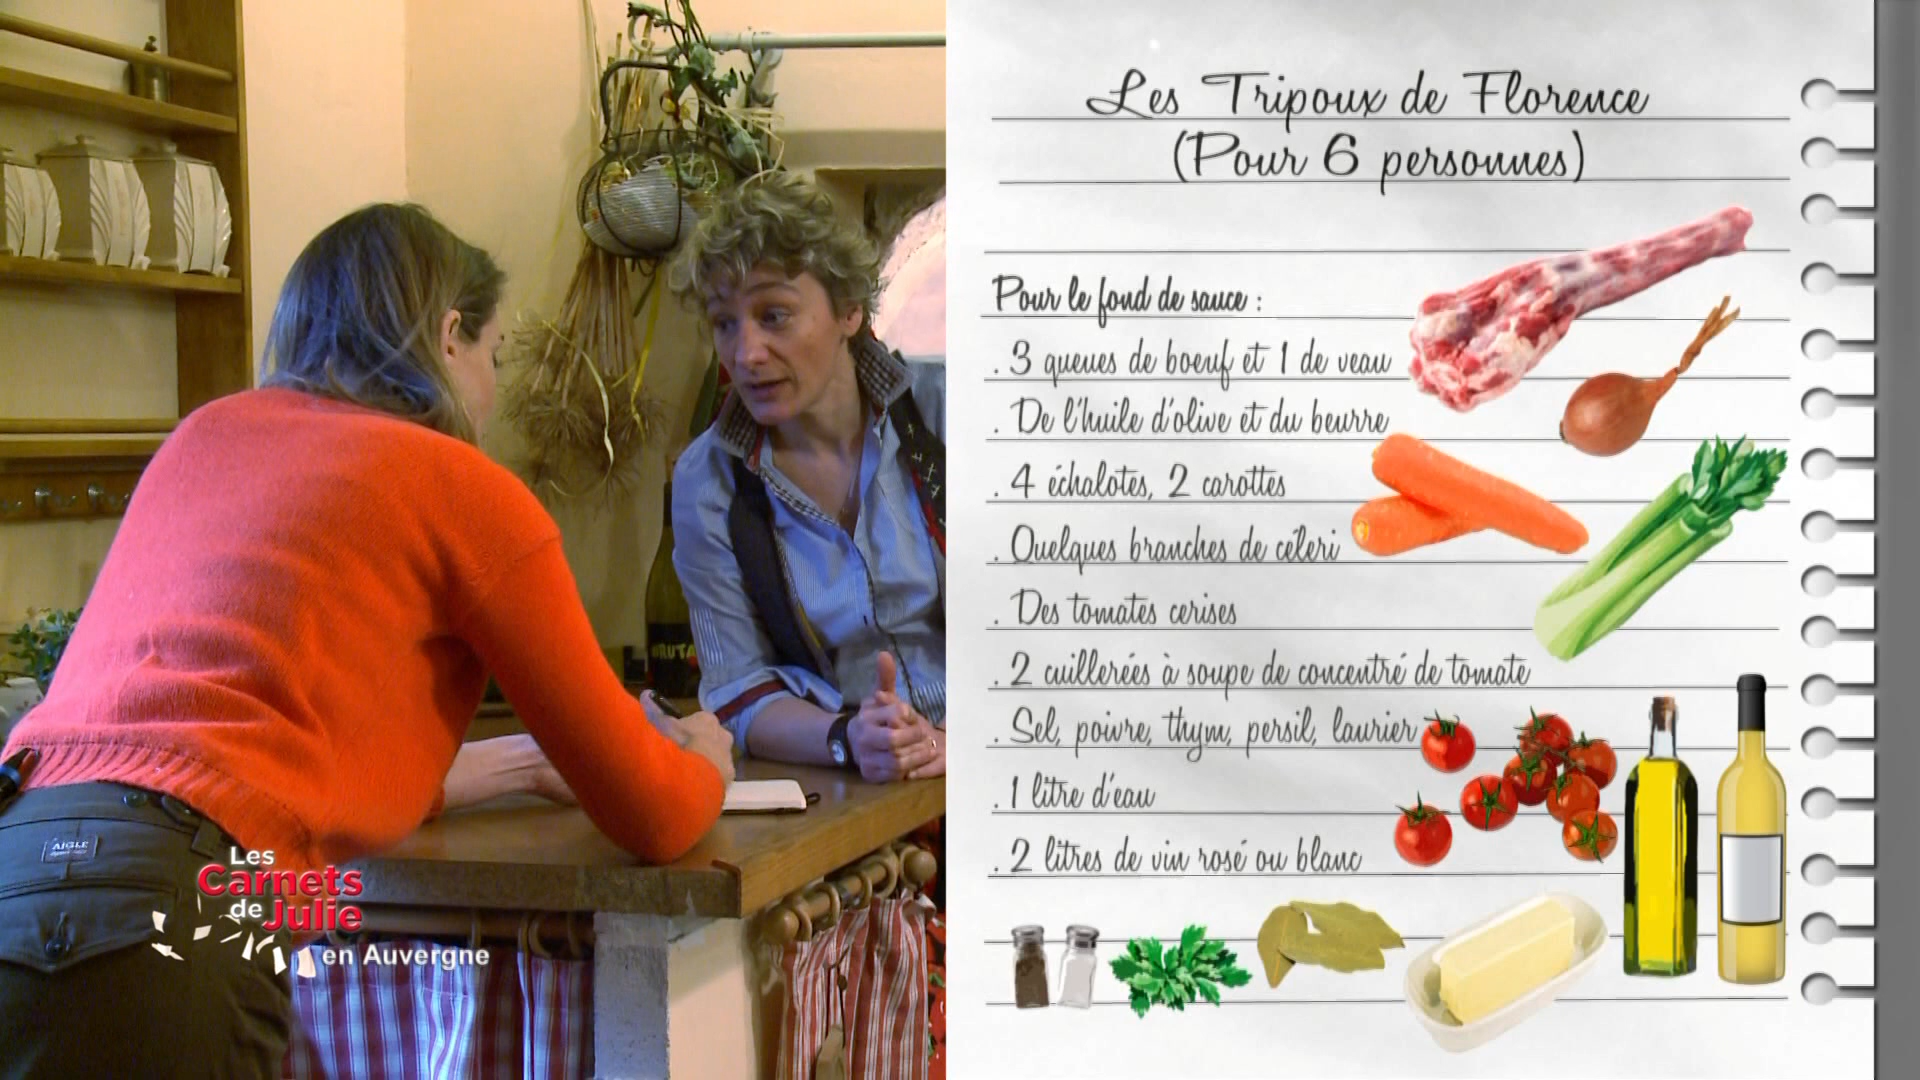 Les Tripoux de Florence
(Pour 6 personnes)
Pour le fond de sauce :
. 3 queues de boeuf et 1 de veau
. De l'huile d'olive et du beurre
. 4 échalotes, 2 carottes
. Quelques branches de céleri
. Des tomates cerises
. 2 cuillerées à soupe de concentré de tomate
. Sel, poivre, thym, persil, laurier
. 1 litre d'eau
. 2 litres de vin rosé ou blanc
BRUTA
AIGLE
Les
Carnets
de Julie
en Auvergne